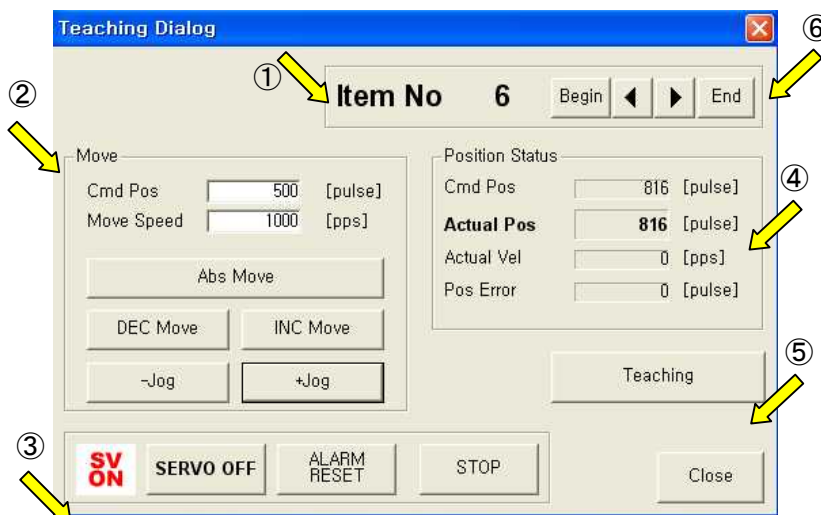 Teaching Dialog
⑥
①
Item No 6 Begin ◀ ▶ End
②
Move
Cmd Pos 500 [pulse]
Move Speed 1000 [pps]
Abs Move
DEC Move INC Move
-Jog +Jog
Position Status
Cmd Pos 816 [pulse]
Actual Pos 816 [pulse]
Actual Vel 0 [pps]
Pos Error 0 [pulse]
④
⑤
Teaching
③
SV
ON
SERVO OFF
ALARM
RESET
STOP
Close